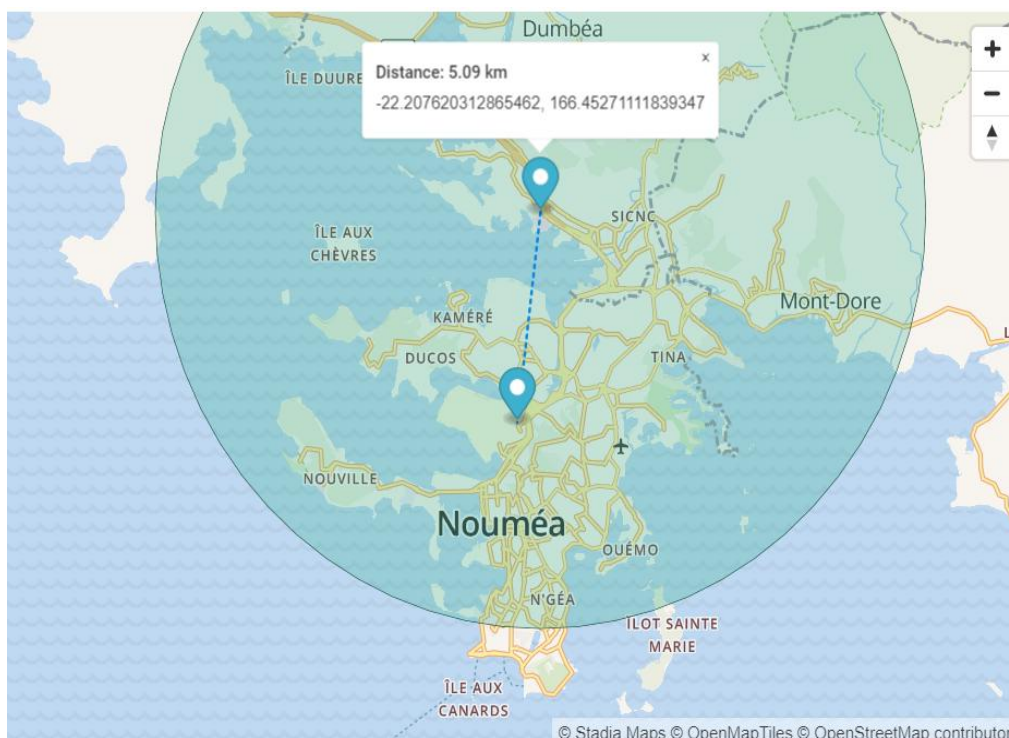 Dumbéa
+
ÎLE DUURE
Distance: 5.09 km
x
-22.207620312865462, 166.45271111839347
−
SICNC
ÎLE AUX
CHÈVRES
Mont-Dore
KAMÉRÉ
DUCOS
TINA
L
NOUVILLE
Nouméa
OUÉMO
N'GÉA
ÎLOT SAINTE
MARIE
ÎLE AUX
CANARDS
© Stadia Maps © OpenMapTiles © OpenStreetMap contributor